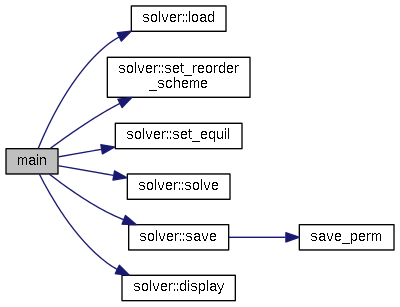 solver::load
solver::set_reorder
_scheme
solver::set_equil
main
solver::solve
solver::save
save_perm
solver::display